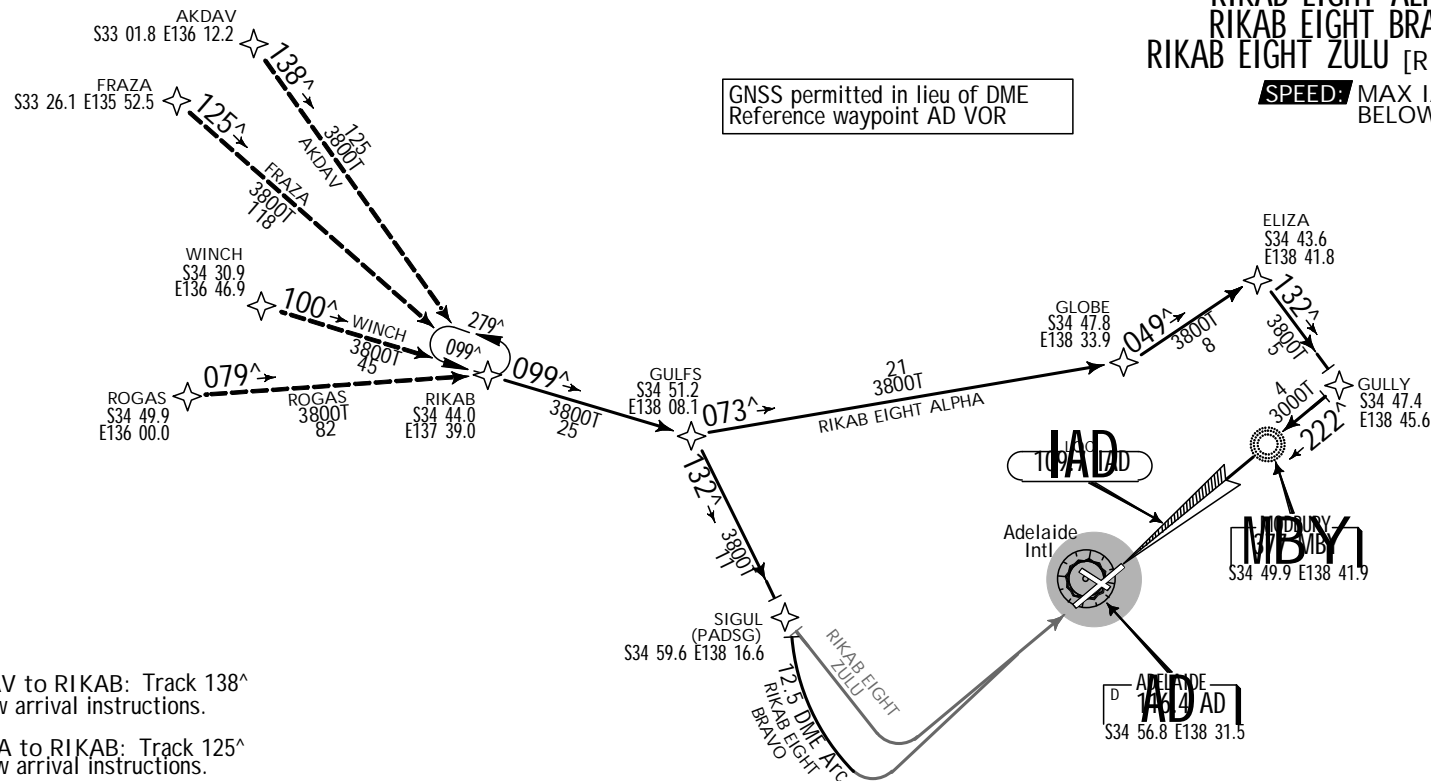 AKDAV
S33 01.8 E136 12.2
FRAZA
S33 26.1 E135 52.5
138^
125
3800T
AKDAV
125^
FRAZA
3800T
118
GNSS permitted in lieu of DME
Reference waypoint AD VOR
RIKAB EIGHT
RIKAB EIGHT
RIKAB EIGHT ZULU
SPEED: MAX
BELOW
WINCH
S34 30.9
E136 46.9
100^
WINCH
3800T
45
279^
099^
ROGAS
S34 49.9
E136 00.0
079^
ROGAS
3800T
82
RIKAB
S34 44.0
E137 39.0
099^
3800T
25
GULFS
S34 51.2
E138 08.1
073^
21
3800T
RIKAB EIGHT ALPHA
GLOBE
S34 47.8
E138 33.9
049^
3800T
8
ELIZA
S34 43.6
E138 41.8
132^
3800T
5
GULLY
S34 47.4
E138 45.6
4
3000T
222^
132^
3800T
11
SIGUL
(PADSG)
S34 59.6 E138 16.6
RIKAB EIGHT
ZULU
12.5 DME Arc
RIKAB EIGHT
BRAVO
IAD
Adelaide
Intl
MBY
S34 49.9 E138 41.9
D
ADELAIDE
AD
S34 56.8 E138 31.5
to RIKAB: Track 138^
arrival instructions.
to RIKAB: Track 125^
arrival instructions.